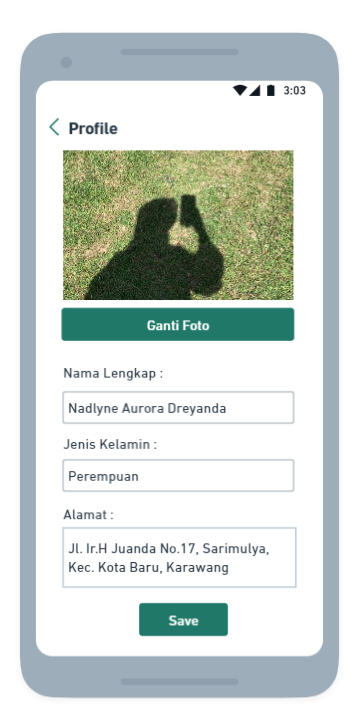 3:03
Profile
Ganti Foto
Nama Lengkap :
Nadlyne Aurora Dreyanda
Jenis Kelamin :
Perempuan
Alamat :
Jl. Ir.H Juanda No.17, Sarimulya,
Kec. Kota Baru, Karawang
Save